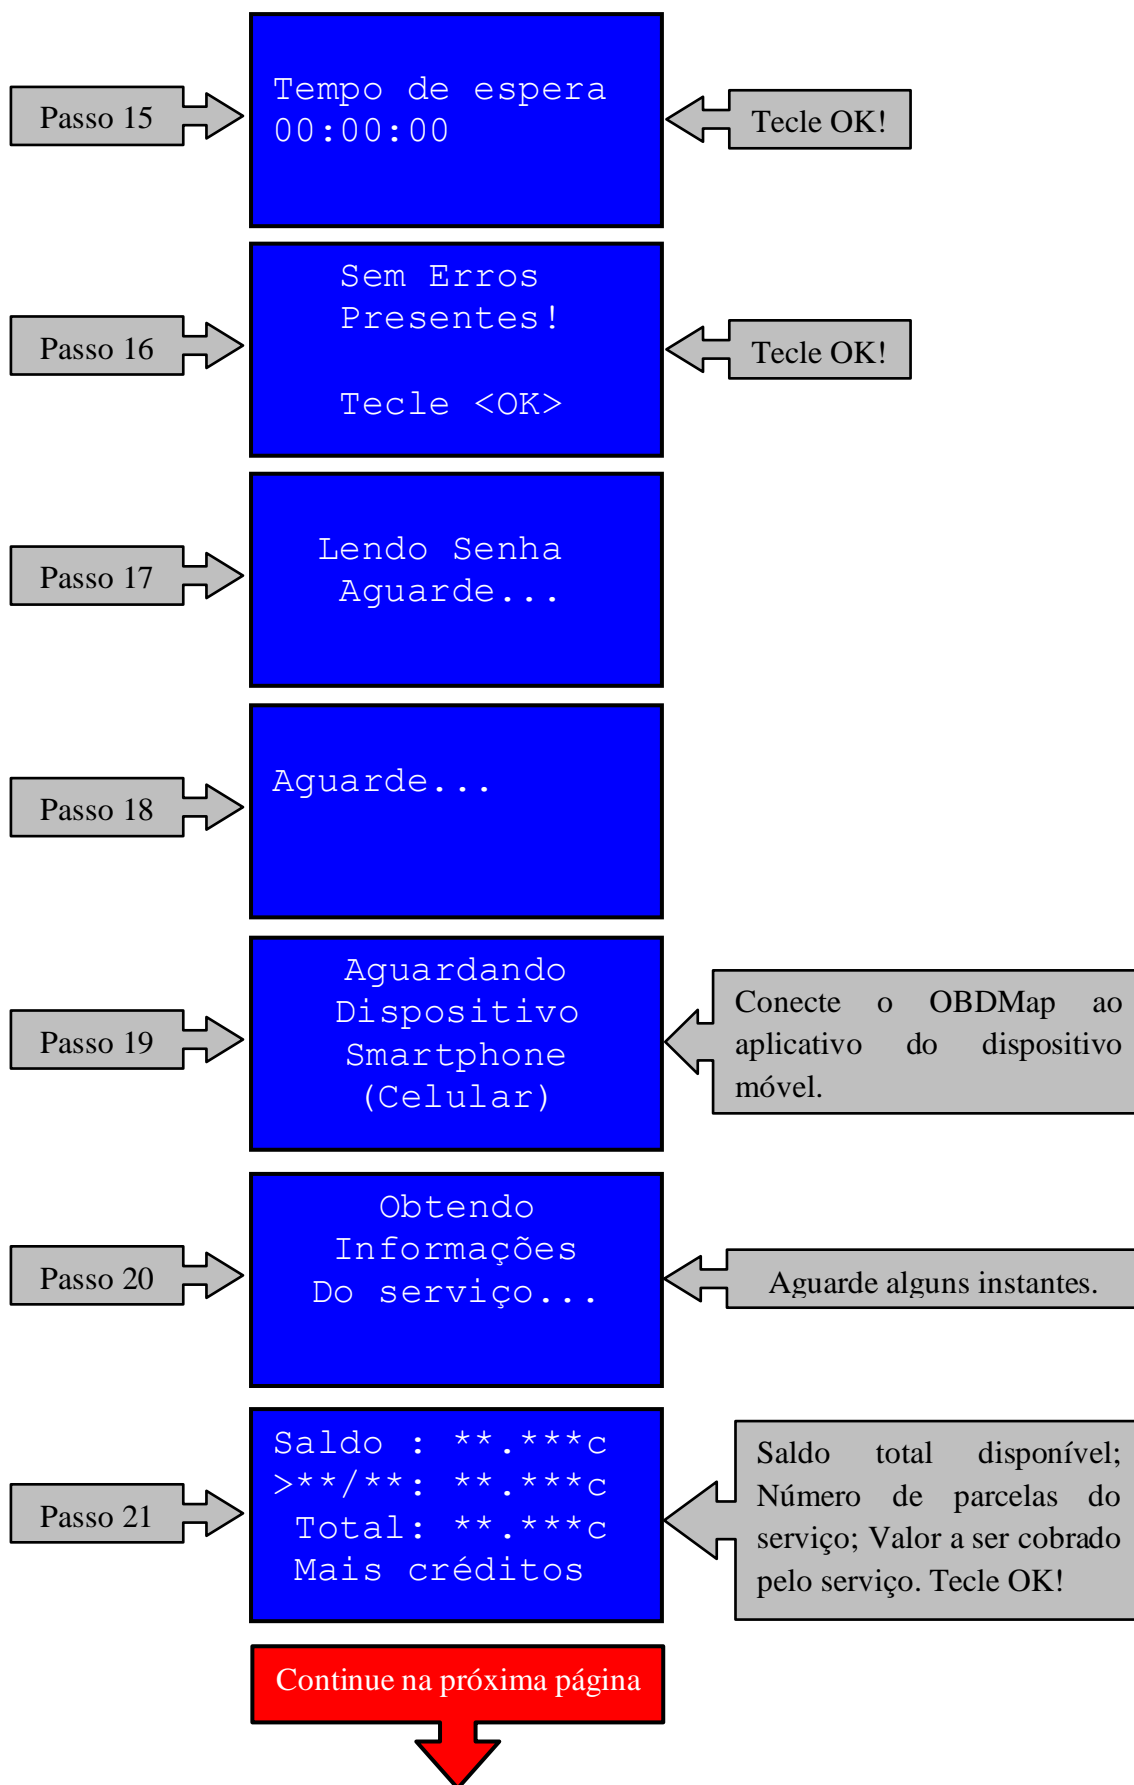 Passo 15
Tempo de espera
00:00:00
Tecle OK!
Passo 16
Sem Erros
Presentes!
Tecle <OK>
Tecle OK!
Passo 17
Lendo Senha
Aguarde...
Passo 18
Aguarde...
Passo 19
Aguardando
Dispositivo
Smartphone
(Celular)
Conecte o OBDMap ao
aplicativo do dispositivo
móvel.
Passo 20
Obtendo
Informações
Do serviço...
Aguarde alguns instantes.
Passo 21
Saldo : **.***c
>**/**: **.***c
Total: **.***c
Mais créditos
Saldo total disponível;
Número de parcelas do
serviço; Valor a ser cobrado
pelo serviço. Tecle OK!
Continue na próxima página